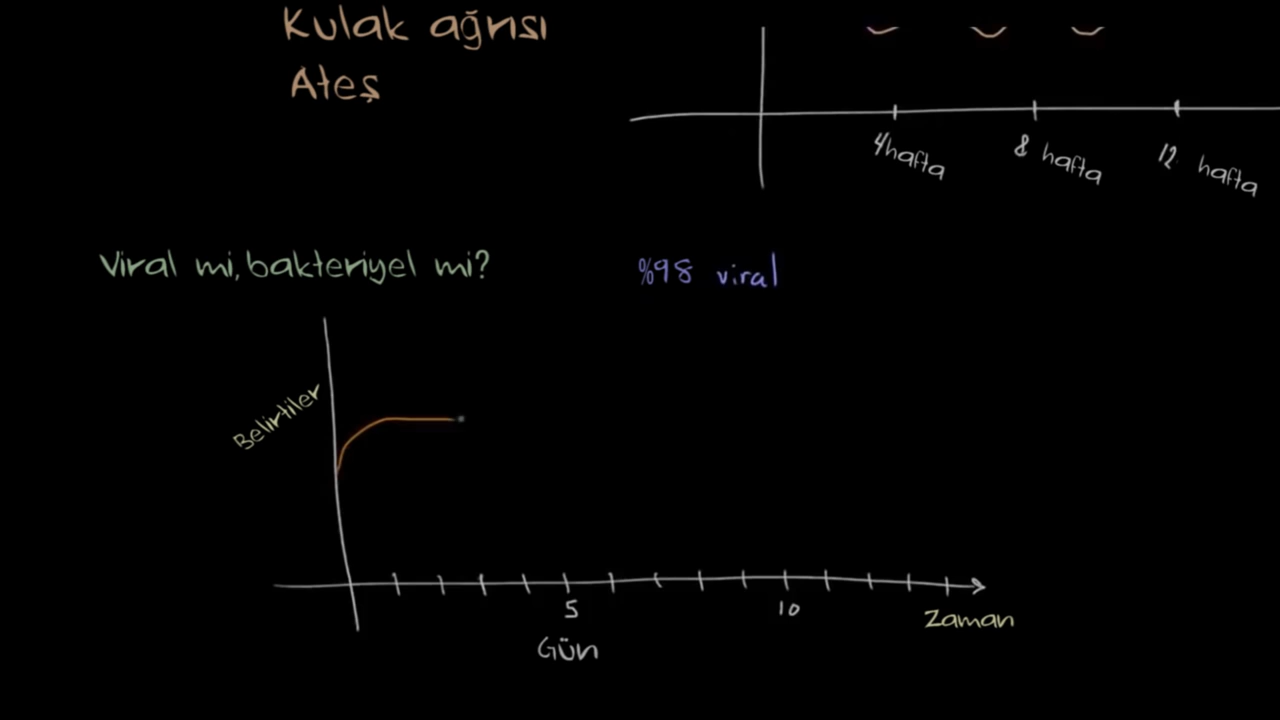 Kulak ağrısı
Ateş
4hafta
8 hafta
12 hafta
Viral mi, bakteriyel mi?
%98 viral
Belirtiler
5
10
Zaman
Gün